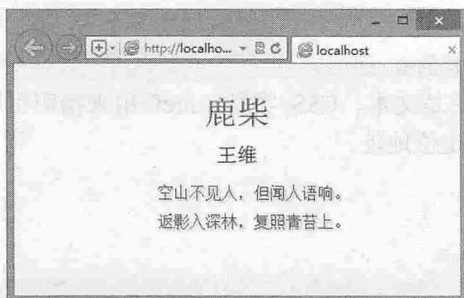 http://localho...
localhost
鹿柴
王维
空山不见人，但闻人语响。
返影入深林，复照青苔上。